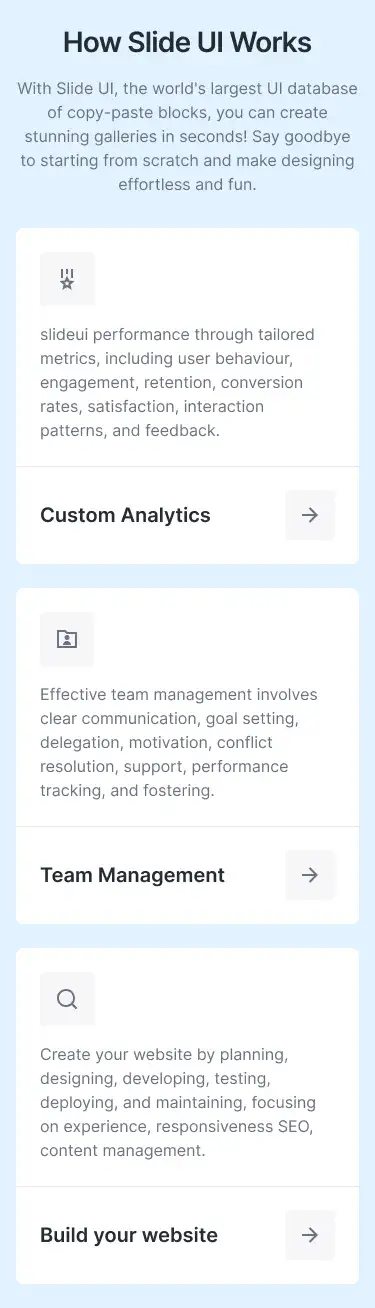 How Slide UI Works
With Slide UI, the world's largest UI database
of copy-paste blocks, you can create
stunning galleries in seconds! Say goodbye
to starting from scratch and make designing
effortless and fun.
slideui performance through tailored
metrics, including user behaviour,
engagement, retention, conversion
rates, satisfaction, interaction
patterns, and feedback.
Custom Analytics
Effective team management involves
clear communication, goal setting,
delegation, motivation, conflict
resolution, support, performance
tracking, and fostering.
Team Management
Create your website by planning,
designing, developing, testing,
deploying, and maintaining, focusing
on experience, responsiveness SEO,
content management.
Build your website